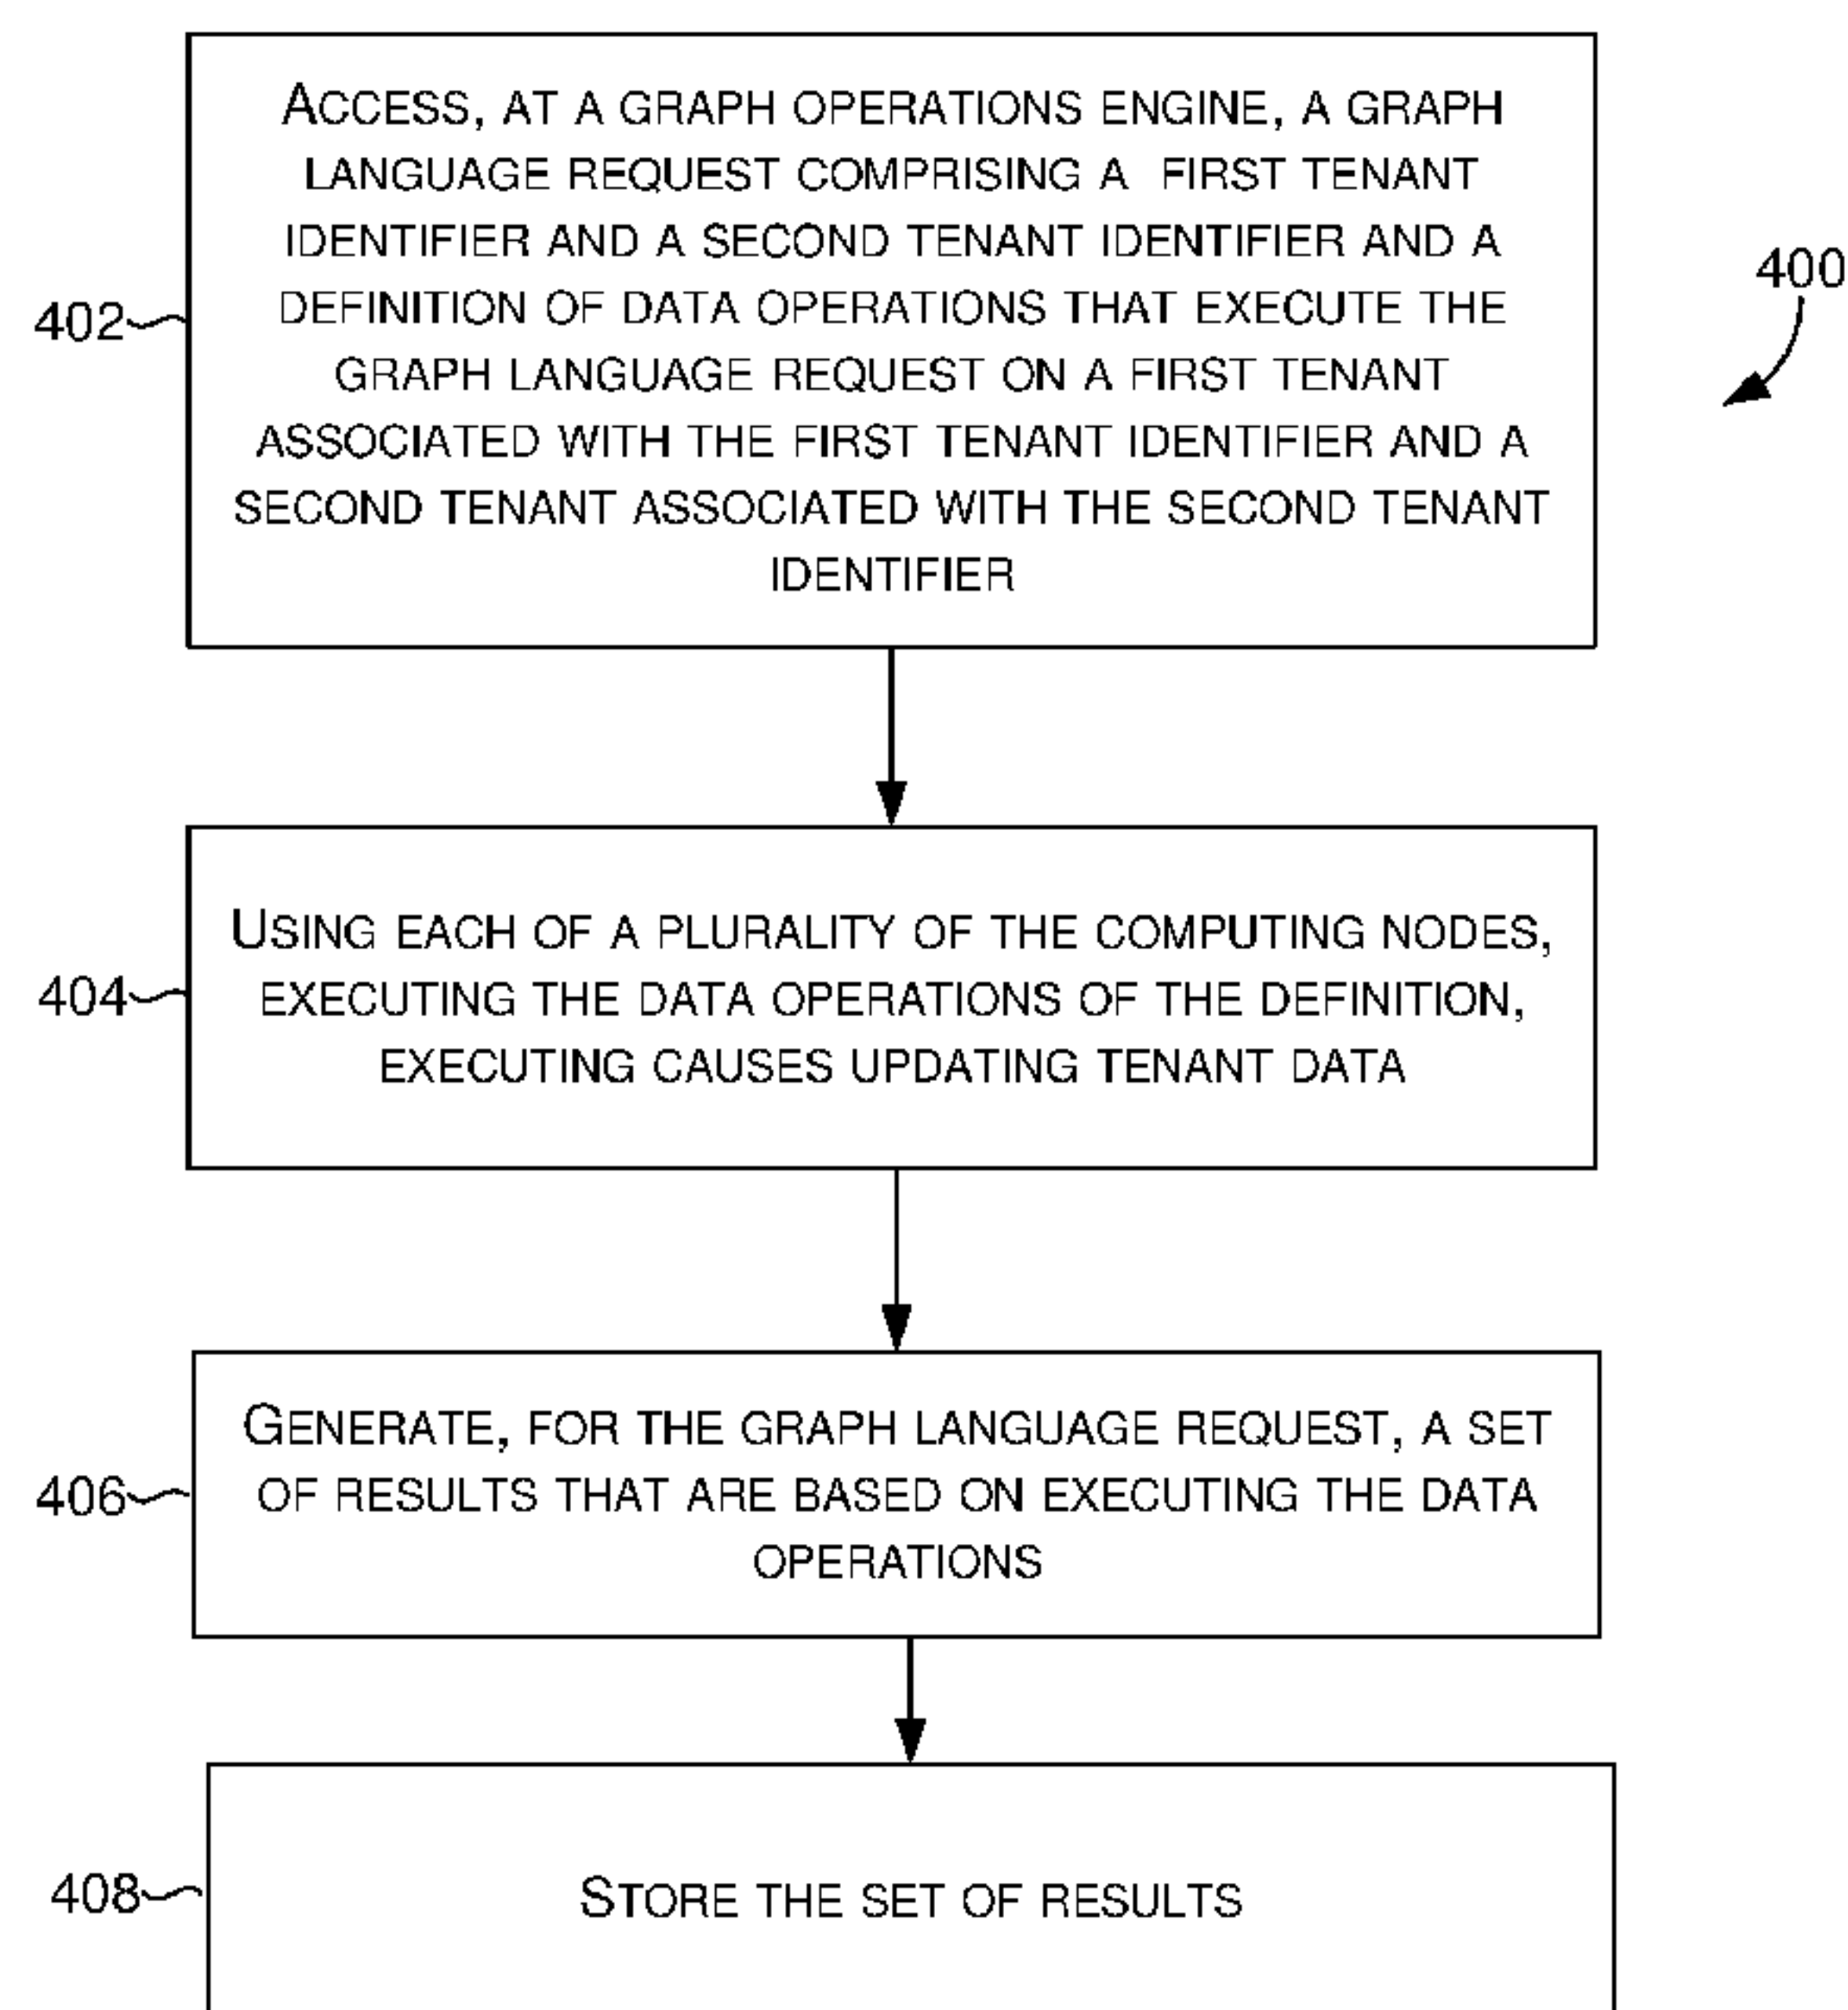 ACCESS, AT A GRAPH OPERATIONS ENGINE, A GRAPH
LANGUAGE REQUEST COMPRISING A FIRST TENANT
IDENTIFIER AND A SECOND TENANT IDENTIFIER AND A
DEFINITION OF DATA OPERATIONS THAT EXECUTE THE
GRAPH LANGUAGE REQUEST ON A FIRST TENANT
ASSOCIATED WITH THE FIRST TENANT IDENTIFIER AND A
SECOND TENANT ASSOCIATED WITH THE SECOND TENANT
IDENTIFIER
402
400
USING EACH OF A PLURALITY OF THE COMPUTING NODES,
EXECUTING THE DATA OPERATIONS OF THE DEFINITION,
EXECUTING CAUSES UPDATING TENANT DATA
404
GENERATE, FOR THE GRAPH LANGUAGE REQUEST, A SET
OF RESULTS THAT ARE BASED ON EXECUTING THE DATA
OPERATIONS
406
STORE THE SET OF RESULTS
408